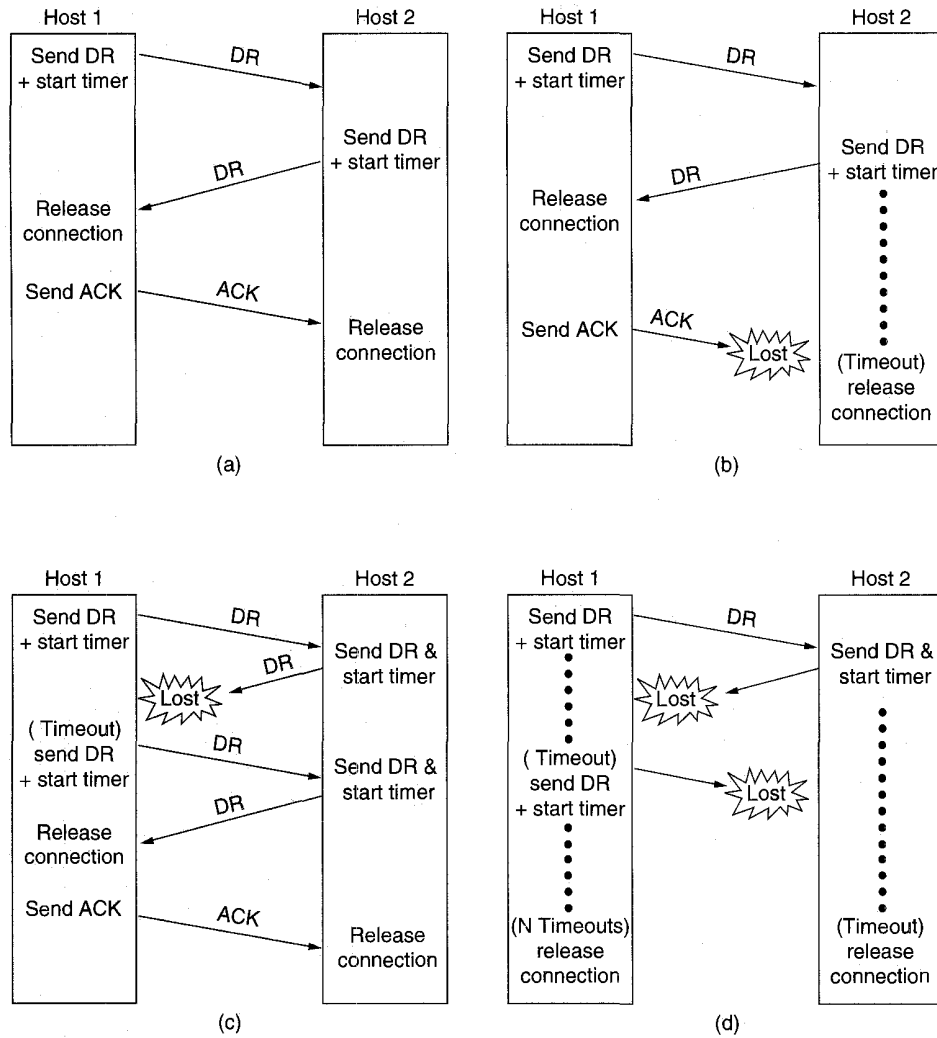 Host 1
Host 2
Send DR
+ start timer
DR
Send DR
+ start timer
DR
Release
connection
Send ACK
ACK
Release
connection
(a)
Host 1
Host 2
Send DR
+ start timer
DR
Send DR
+ start timer
DR
Release
connection
Send ACK
ACK
Lost
(Timeout)
release
connection
(b)
Host 1
Host 2
Send DR
+ start timer
DR
Send DR &
start timer
DR
Lost
( Timeout)
send DR
+ start timer
DR
Send DR &
start timer
DR
Release
connection
Send ACK
ACK
Release
connection
(c)
Host 1
Host 2
Send DR
+ start timer
DR
Send DR &
start timer
Lost
( Timeout)
send DR
+ start timer
Lost
(N Timeouts)
release
connection
(Timeout)
release
connection
(d)